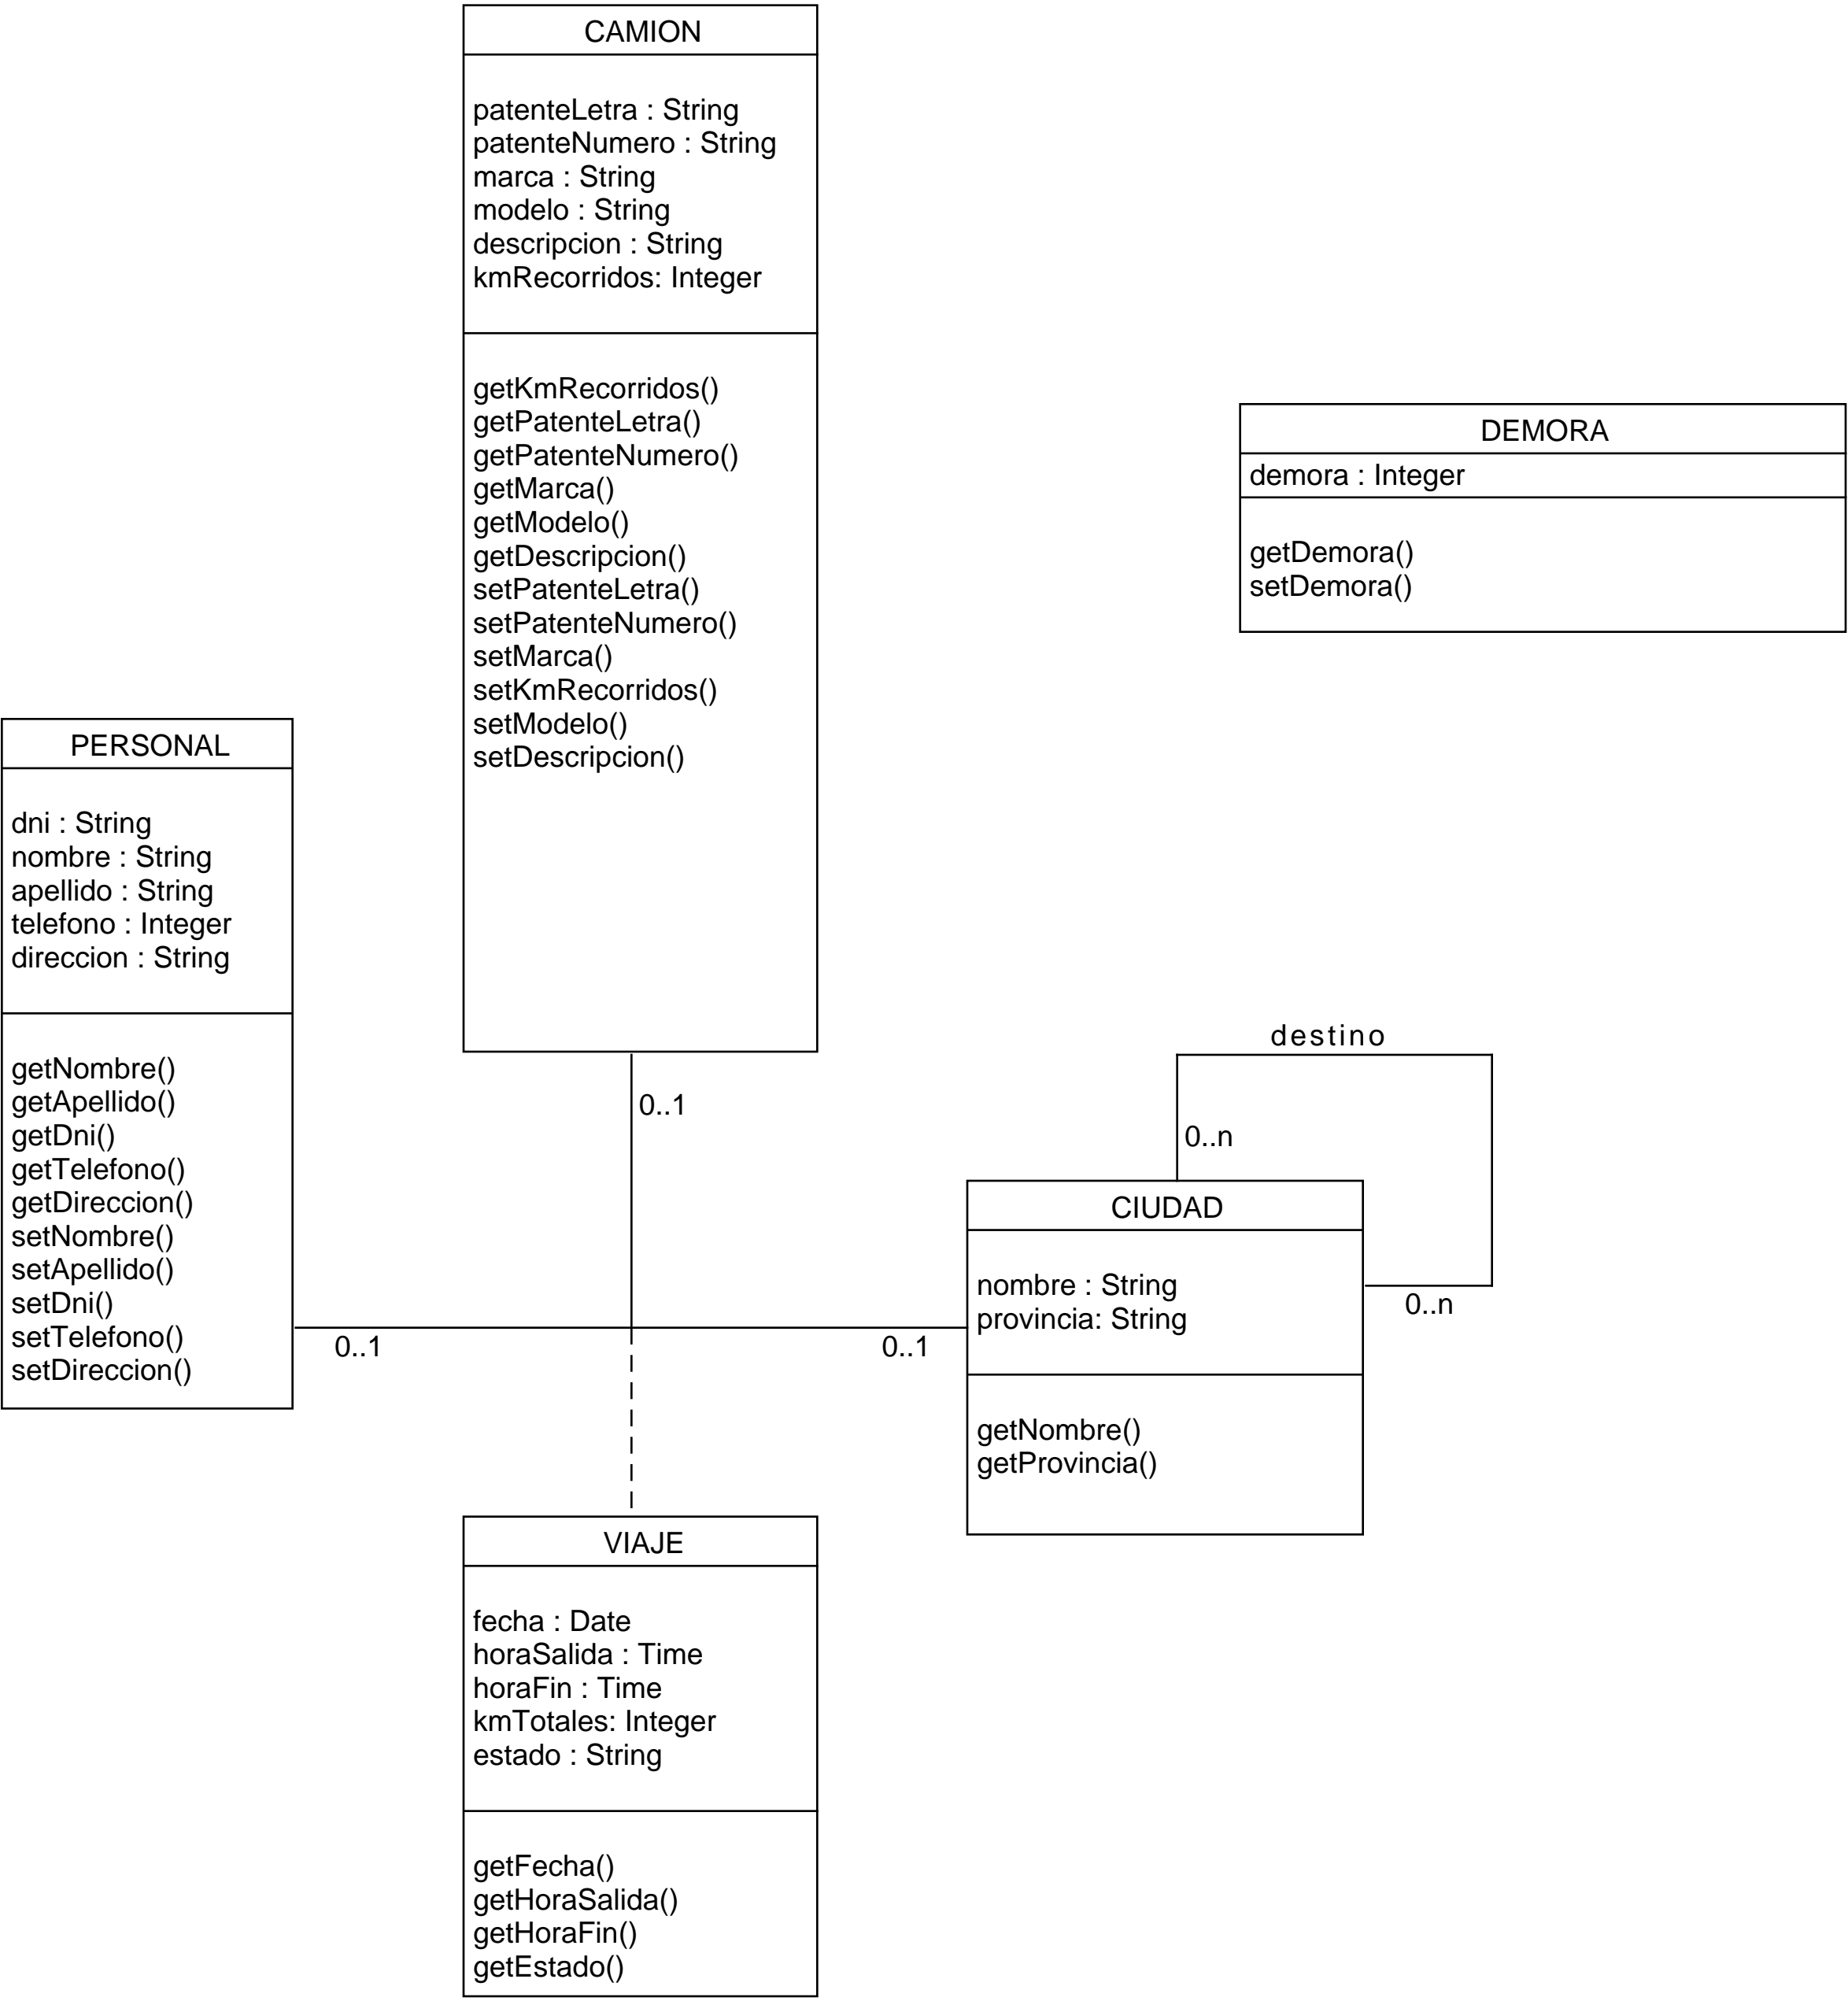 CAMION
patenteLetra : String
patenteNumero : String
marca : String
modelo : String
descripcion : String
kmRecorridos: Integer
getKmRecorridos()
getPatenteLetra()
getPatenteNumero()
getMarca()
getModelo()
getDescripcion()
setPatenteLetra()
setPatenteNumero()
setMarca()
setKmRecorridos()
setModelo()
setDescripcion()
DEMORA
demora : Integer
getDemora()
setDemora()
PERSONAL
dni : String
nombre : String
apellido : String
telefono : Integer
direccion : String
getNombre()
getApellido()
getDni()
getTelefono()
getDireccion()
setNombre()
setApellido()
setDni()
setTelefono()
setDireccion()
0..1
0..1
0..1
destino
0..n
0..n
CIUDAD
nombre : String
provincia: String
getNombre()
getProvincia()
VIAJE
fecha : Date
horaSalida : Time
horaFin : Time
kmTotales: Integer
estado : String
getFecha()
getHoraSalida()
getHoraFin()
getEstado()